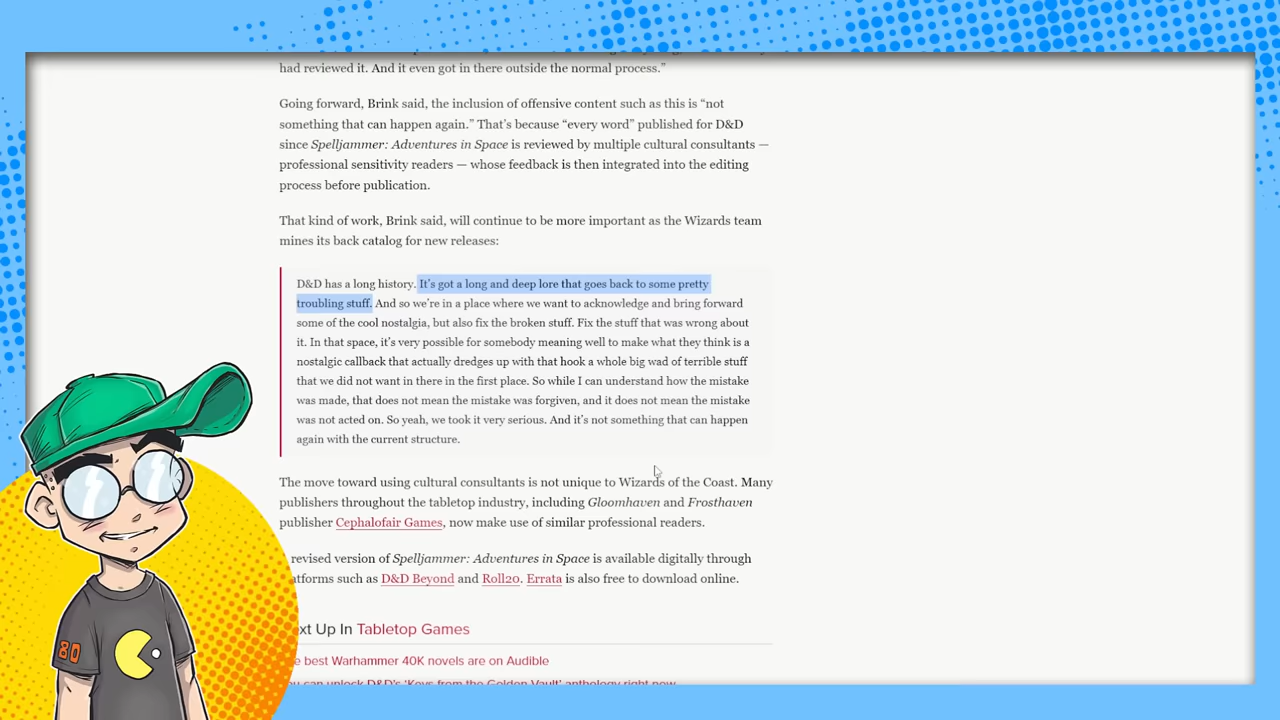 had reviewed it. And it even got in there outside the normal process.”
Going forward, Brink said, the inclusion of offensive content such as this is “not
something that can happen again.” That’s because “every word” published for D&D
since Spelljammer: Adventures in Space is reviewed by multiple cultural consultants —
professional sensitivity readers — whose feedback is then integrated into the editing
process before publication.
That kind of work, Brink said, will continue to be more important as the Wizards team
mines its back catalog for new releases:
D&D has a long history. It’s got a long and deep lore that goes back to some pretty
troubling stuff. And so we’re in a place where we want to acknowledge and bring forward
some of the cool nostalgia, but also fix the broken stuff. Fix the stuff that was wrong about
it. In that space, it’s very possible for somebody meaning well to make what they think is a
nostalgic callback that actually dredges up with that hook a whole big wad of terrible stuff
that we did not want in there in the first place. So while I can understand how the mistake
was made, that does not mean the mistake was forgiven, and it does not mean the mistake
was not acted on. So yeah, we took it very serious. And it’s not something that can happen
again with the current structure.
The move toward using cultural consultants is not unique to Wizards of the Coast. Many
publishers throughout the tabletop industry, including Gloomhaven and Frosthaven
publisher Cephalofair Games, now make use of similar professional readers.
revised version of Spelljammer: Adventures in Space is available digitally through
atforms such as D&D Beyond and Roll20. Errata is also free to download online.
ext Up In Tabletop Games
e best Warhammer 40K novels are on Audible
ou can unlock D&D’s ‘Keys from the Golden Vault’ anthology right now
80